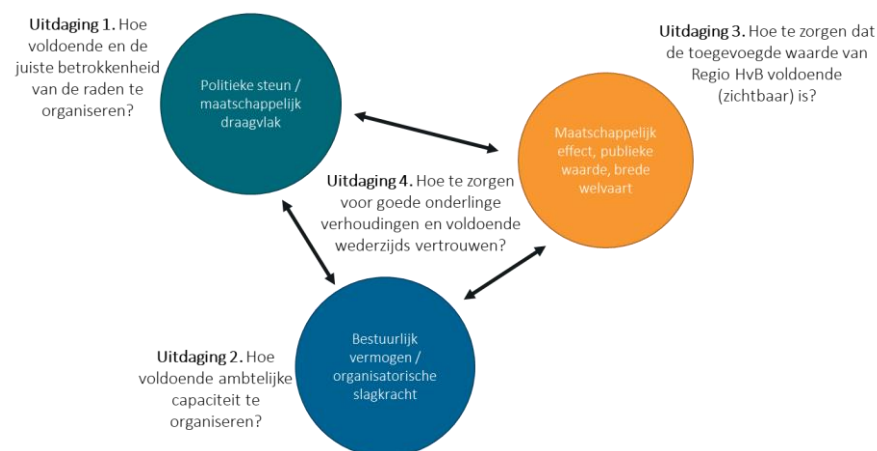 Uitdaging 1. Hoe
voldoende en de
juiste betrokkenheid
van de raden te
organiseren?
Politieke steun /
maatschappelijk
draagvlak
Uitdaging 3. Hoe te zorgen dat
de toegevoegde waarde van
Regio HvB voldoende
(zichtbaar) is?
Maatschappelijk
effect, publieke
waarde, brede
welvaart
Uitdaging 4. Hoe te zorgen
voor goede onderlinge
verhoudingen en voldoende
wederzijds vertrouwen?
Uitdaging 2. Hoe
voldoende ambtelijke
capaciteit te
organiseren?
Bestuurlijk
vermogen /
organisatorische
slagkracht